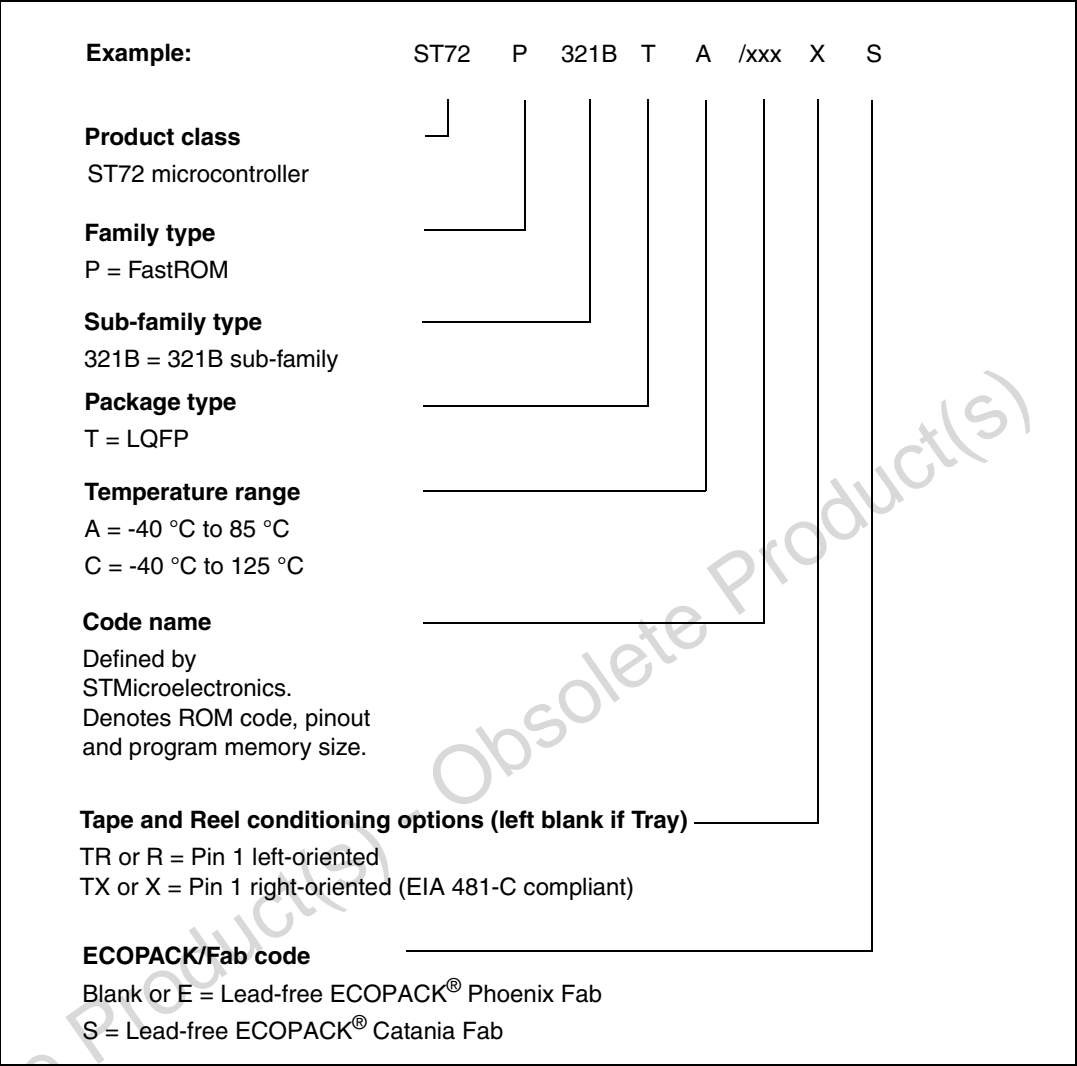 Example: ST72 P 321B T A /xxx X S
Product class
ST72 microcontroller
Family type
P = FastROM
Sub-family type
321B = 321B sub-family
Package type
T = LQFP
Temperature range
A = -40 °C to 85 °C
C = -40 °C to 125 °C
Code name
Defined by
STMicroelectronics.
Denotes ROM code, pinout
and program memory size.
Tape and Reel conditioning options (left blank if Tray)
TR or R = Pin 1 left-oriented
TX or X = Pin 1 right-oriented (EIA 481-C compliant)
ECOPACK/Fab code
Blank or E = Lead-free ECOPACK® Phoenix Fab
S = Lead-free ECOPACK® Catania Fab
e Product(s) - Obsolete Product(s)